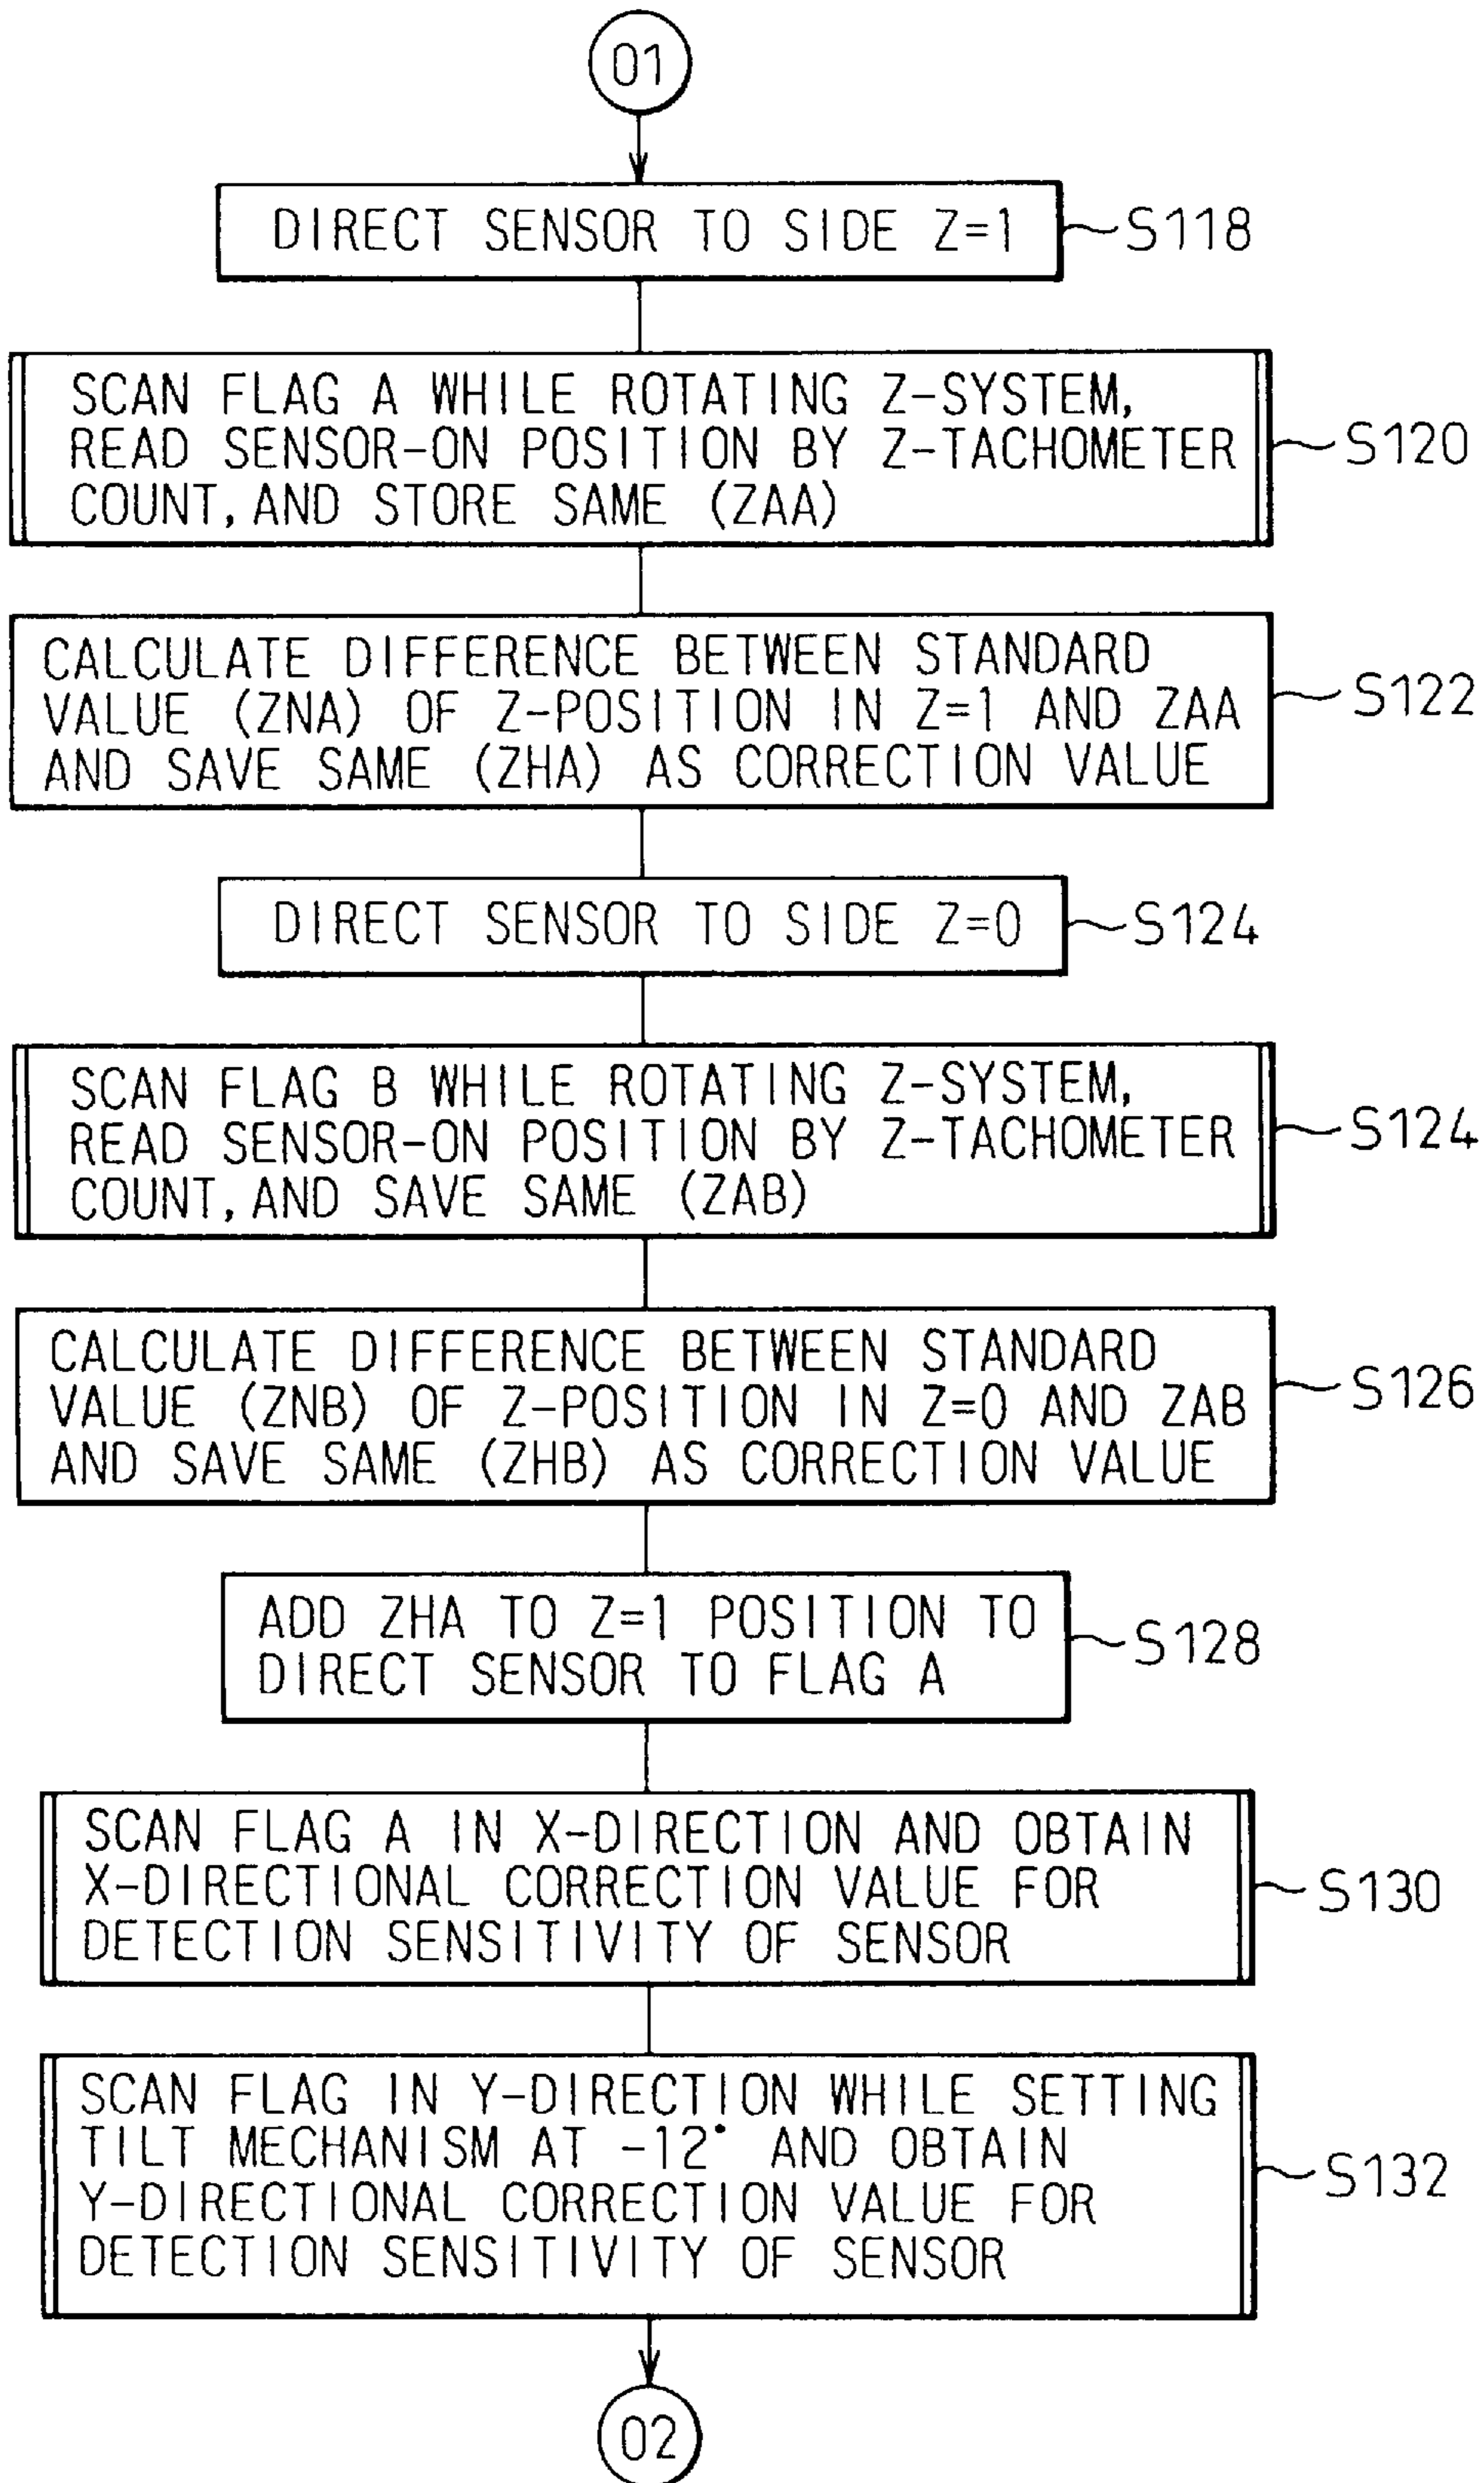 01
DIRECT SENSOR TO SIDE Z=1
S118
SCAN FLAG A WHILE ROTATING Z-SYSTEM,
READ SENSOR-ON POSITION BY Z-TACHOMETER
COUNT, AND STORE SAME (ZAA)
S120
CALCULATE DIFFERENCE BETWEEN STANDARD
VALUE (ZNA) OF Z-POSITION IN Z=1 AND ZAA
AND SAVE SAME (ZHA) AS CORRECTION VALUE
S122
DIRECT SENSOR TO SIDE Z=0
S124
SCAN FLAG B WHILE ROTATING Z-SYSTEM,
READ SENSOR-ON POSITION BY Z-TACHOMETER
COUNT, AND SAVE SAME (ZAB)
S124
CALCULATE DIFFERENCE BETWEEN STANDARD
VALUE (ZNB) OF Z-POSITION IN Z=0 AND ZAB
AND SAVE SAME (ZHB) AS CORRECTION VALUE
S126
ADD ZHA TO Z=1 POSITION TO
DIRECT SENSOR TO FLAG A
S128
SCAN FLAG A IN X-DIRECTION AND OBTAIN
X-DIRECTIONAL CORRECTION VALUE FOR
DETECTION SENSITIVITY OF SENSOR
S130
SCAN FLAG IN Y-DIRECTION WHILE SETTING
TILT MECHANISM AT -12° AND OBTAIN
Y-DIRECTIONAL CORRECTION VALUE FOR
DETECTION SENSITIVITY OF SENSOR
S132
02